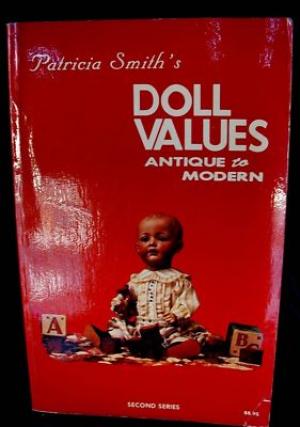 Patricia Smith's
DOLL
VALUES
ANTIQUE to
MODERN
A
B
SECOND SERIES